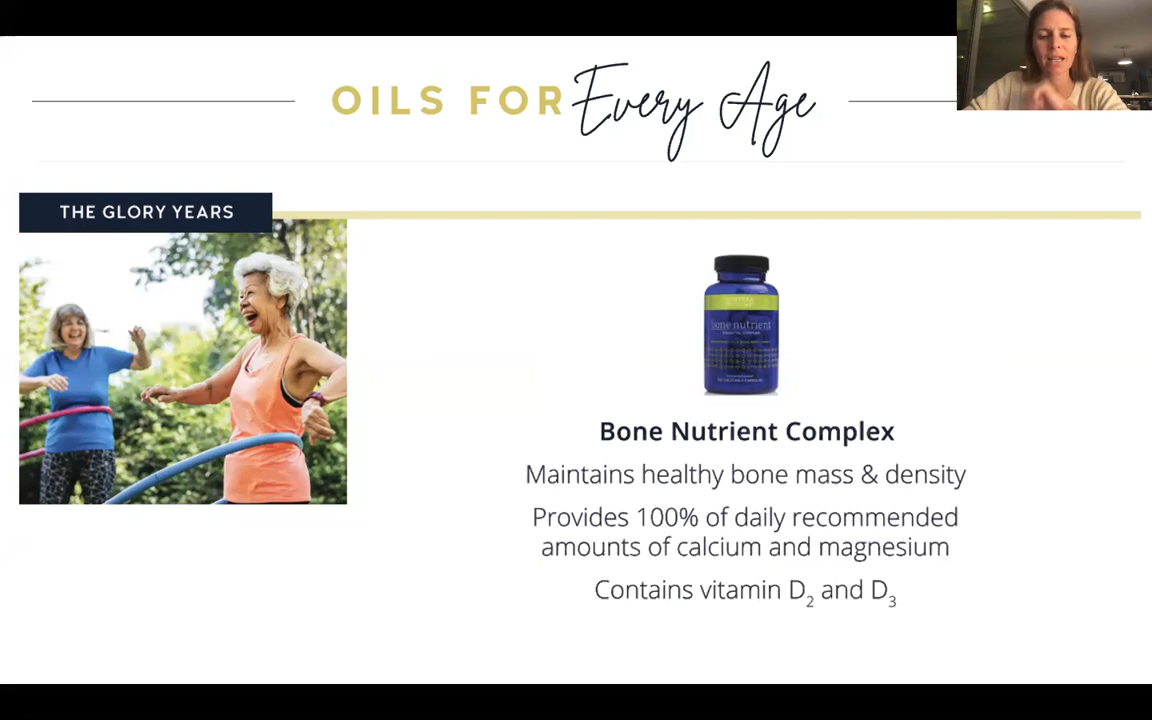 OILS FOR Every Age
THE GLORY YEARS
bone nutrient
Bone Nutrient Complex
Maintains healthy bone mass & density
Provides 100% of daily recommended
amounts of calcium and magnesium
Contains vitamin D₂ and D₃